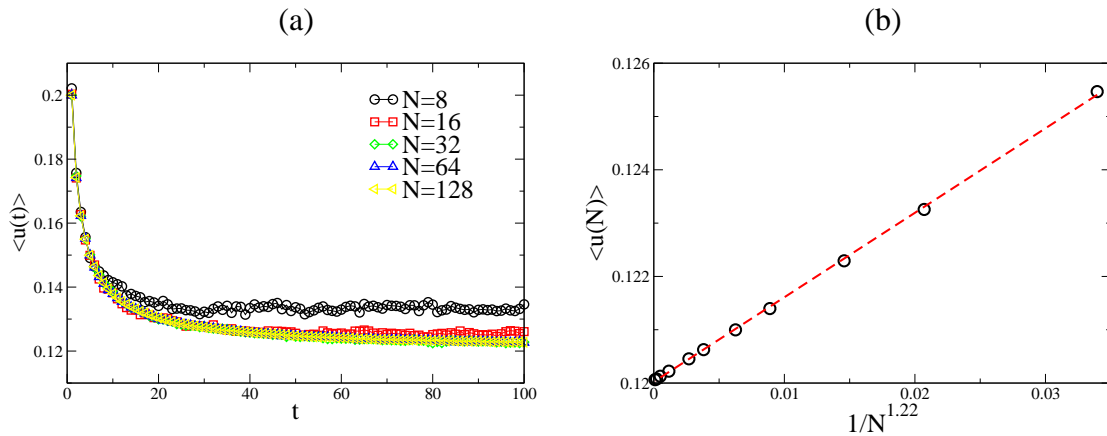 (a)
0.2
0.18
0.16
0.14
0.12
<u(t)>
0 20 40 60 80 100
t
N=8
N=16
N=32
N=64
N=128
(b)
0.126
0.124
0.122
0.12
<u(N)>
0 0.01 0.02 0.03
1/N^1.22